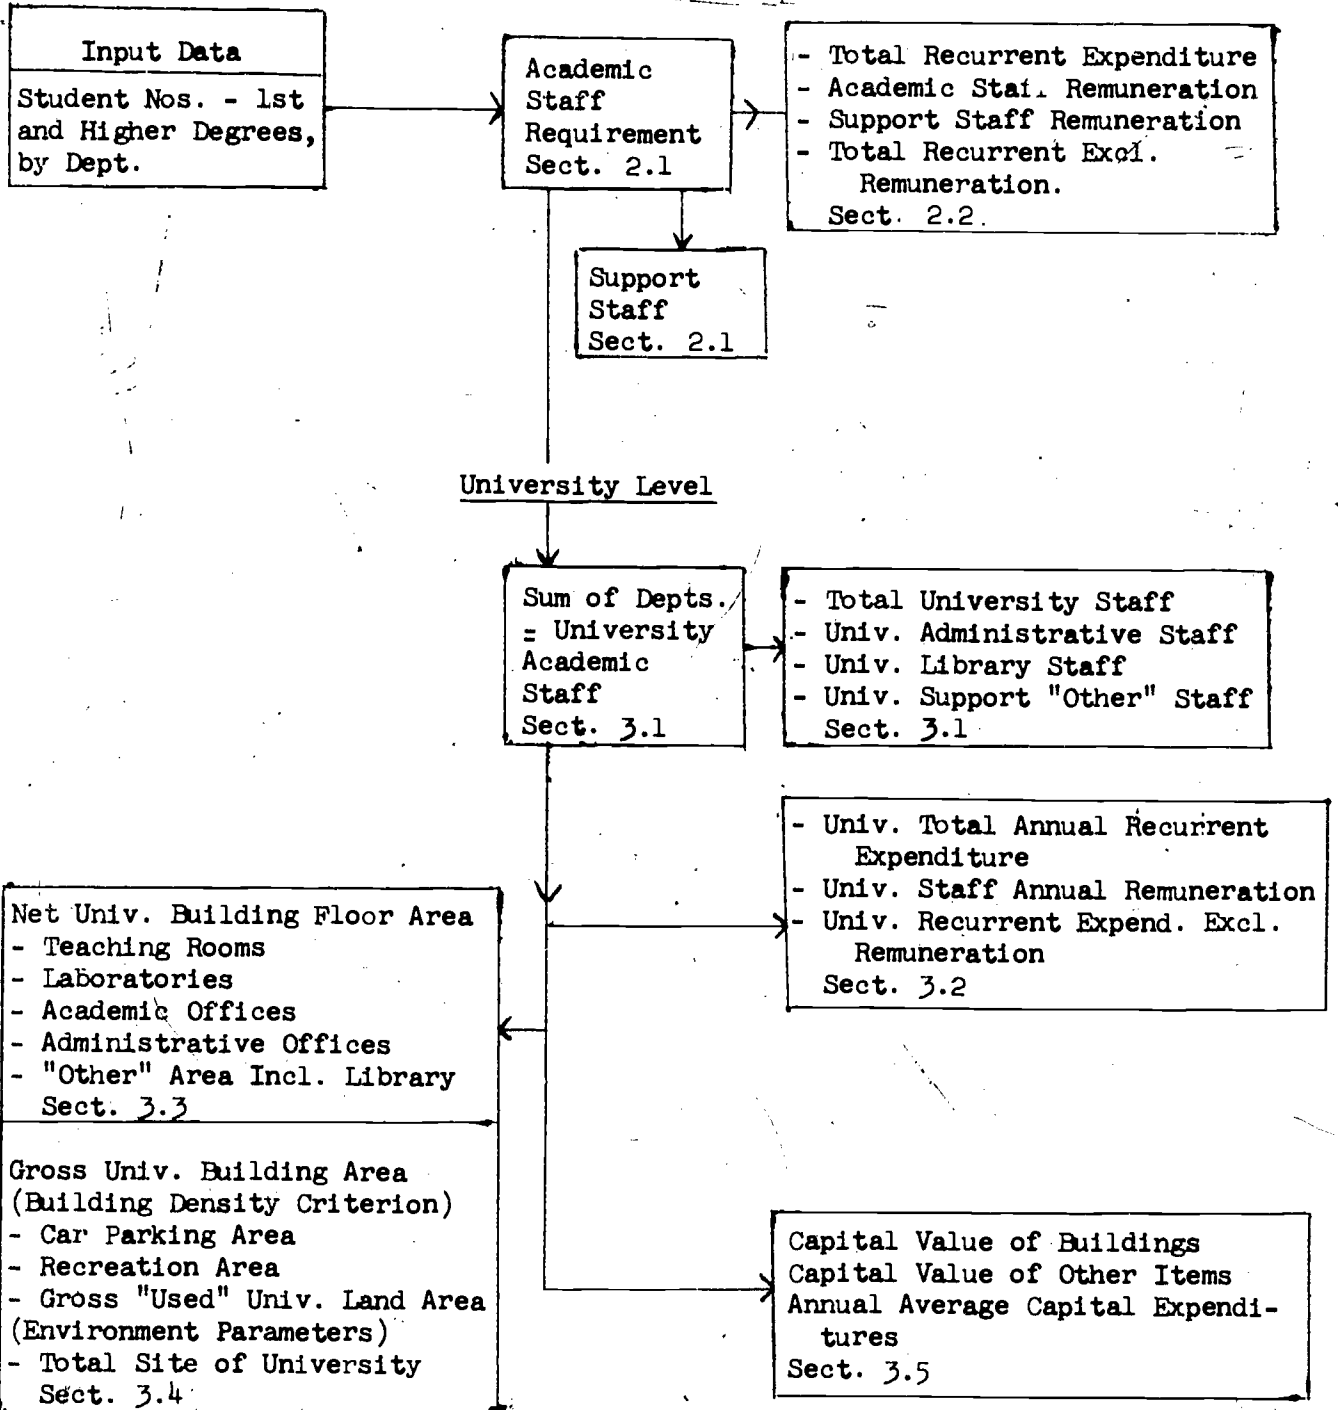 Input Data
Student Nos. - 1st
and Higher Degrees,
by Dept.
Academic
Staff
Requirement
Sect. 2.1
- Total Recurrent Expenditure
- Academic Staf. Remuneration
- Support Staff Remuneration
- Total Recurrent Excl.
Remuneration.
Sect. 2.2.
Support
Staff
Sect. 2.1
University Level
Sum of Depts.
= University
Academic
Staff
Sect. 3.1
- Total University Staff
- Univ. Administrative Staff
- Univ. Library Staff
- Univ. Support "Other" Staff
Sect. 3.1
- Univ. Total Annual Recurrent
Expenditure
- Univ. Staff Annual Remuneration
- Univ. Recurrent Expend. Excl.
Remuneration
Sect. 3.2
Net Univ. Building Floor Area
- Teaching Rooms
- Laboratories
- Academic Offices
- Administrative Offices
- "Other" Area Incl. Library
Sect. 3.3
Gross Univ. Building Area
(Building Density Criterion)
- Car Parking Area
- Recreation Area
- Gross "Used" Univ. Land Area
(Environment Parameters)
- Total Site of University
Sect. 3.4
Capital Value of Buildings
Capital Value of Other Items
Annual Average Capital Expendi-
tures
Sect. 3.5